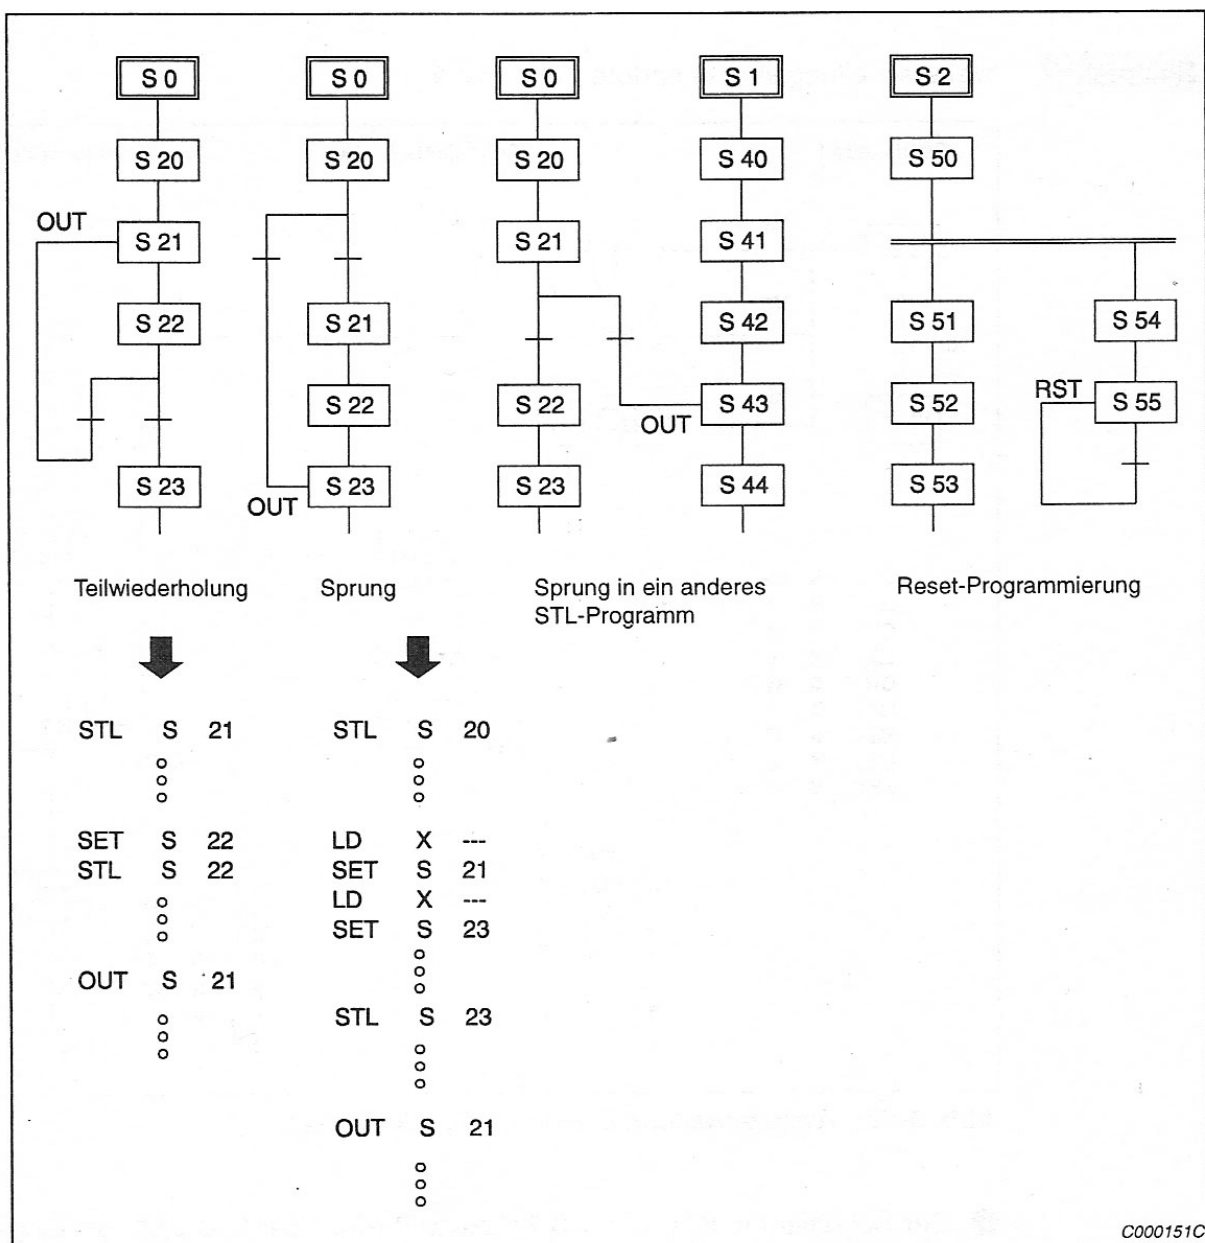 S 0 S 0 S 0 S 1 S 2
S 20 S 20 S 20 S 40 S 50
OUT
S 21 S 21 S 41
S 22 S 21 S 42 S 51 S 54
RST
S 22 S 22 S 43 S 52 S 55
OUT
S 23 S 23 S 23 S 44 S 53
OUT
Teilwiederholung
Sprung
Sprung in ein anderes
STL-Programm
Reset-Programmierung
STL S 21
SET S 22
STL S 22
OUT S 21
STL S 20
LD X ---
SET S 21
LD X ---
SET S 23
STL S 23
OUT S 21
C000151C